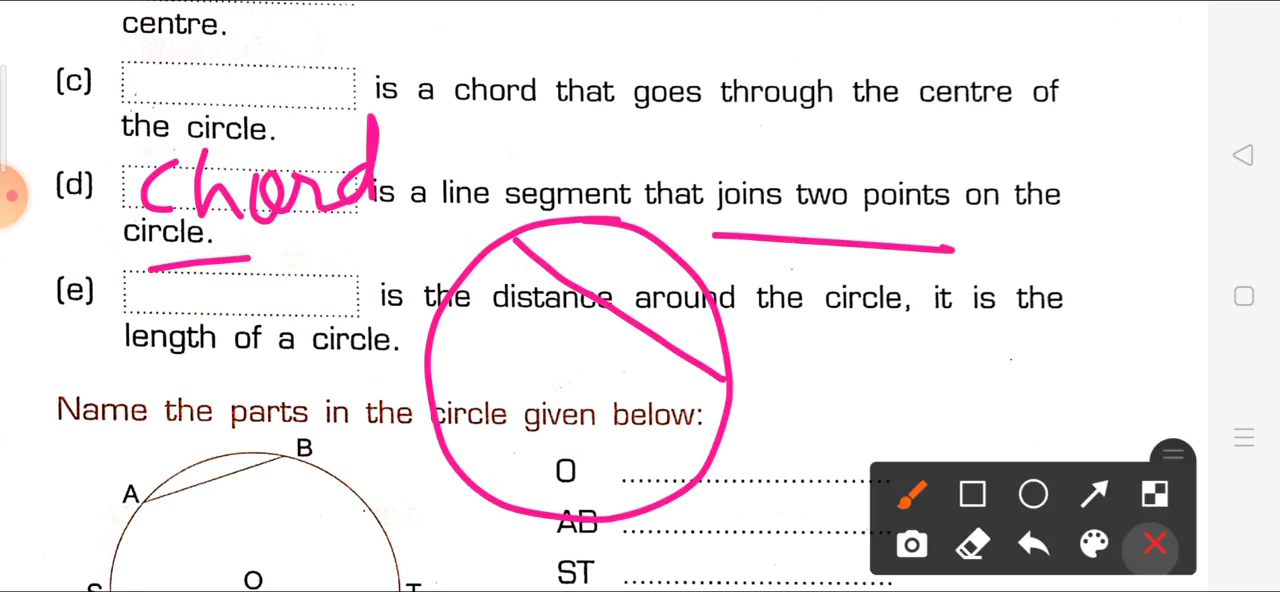 centre.
(c) is a chord that goes through the centre of
the circle.
(d) chord is a line segment that joins two points on the
circle.
(e) is the distance around the circle, it is the
length of a circle.
Name the parts in the circle given below:
B
A
O ................................
AB ................................
ST ................................
S O T